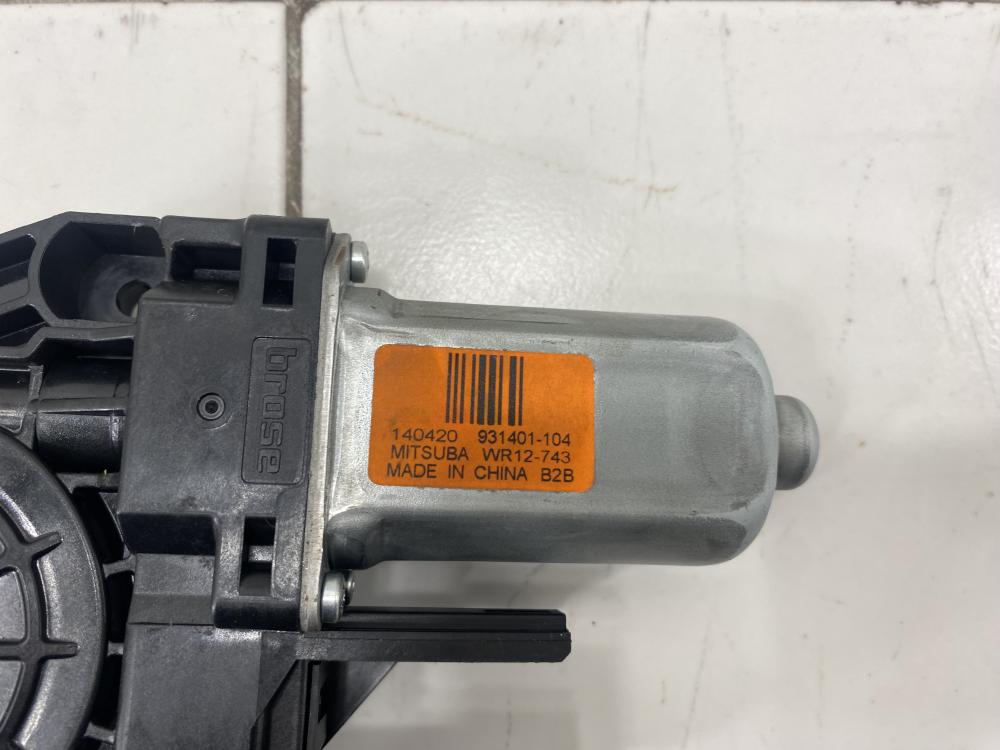 brose
140420 931401-104
MITSUBA WR12-743
MADE IN CHINA B2B